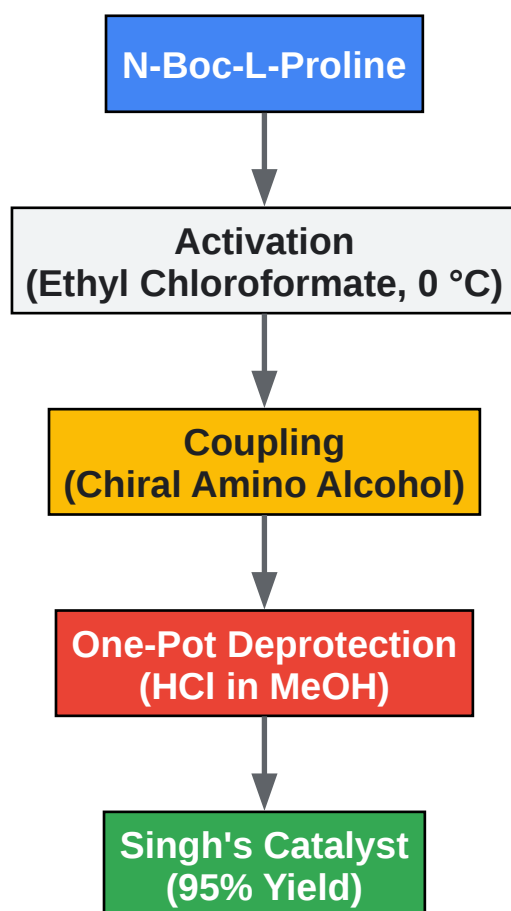 N-Boc-L-Proline
Activation
(Ethyl Chloroformate, 0 °C)
Coupling
(Chiral Amino Alcohol)
One-Pot Deprotection
(HCl in MeOH)
Singh's Catalyst
(95% Yield)